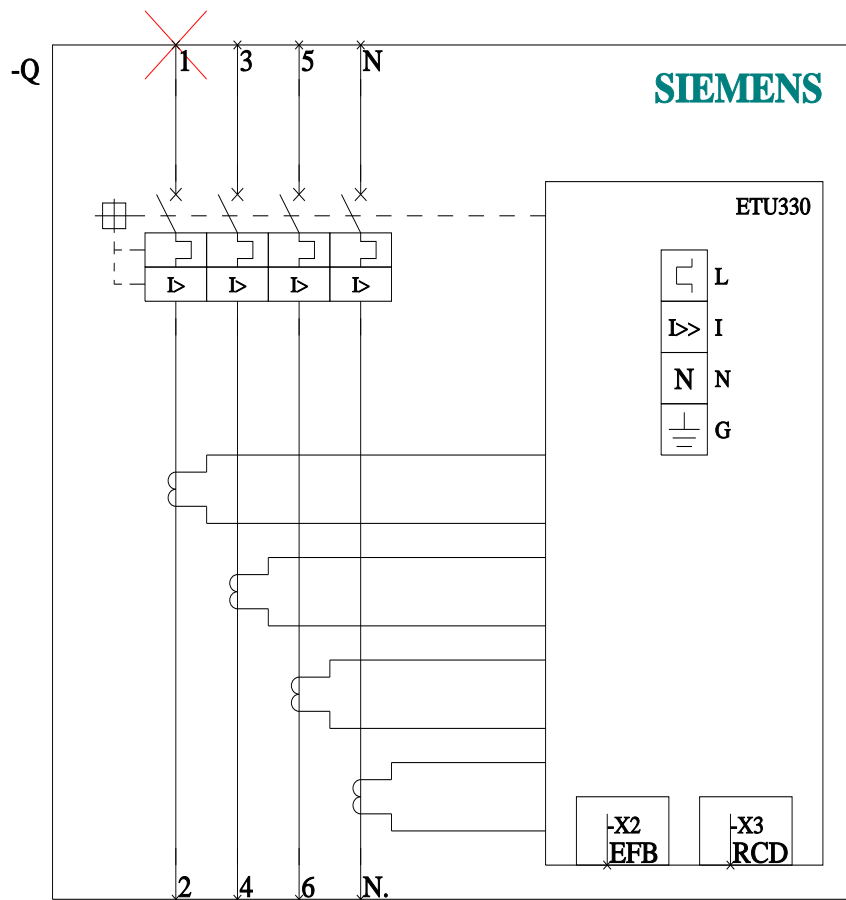 1 3 5 N
-Q
SIEMENS
ETU330
L
I> I> I> I>
I>> I
N N
G
-X2 -X3
EFB RCD
2 4 6 N.